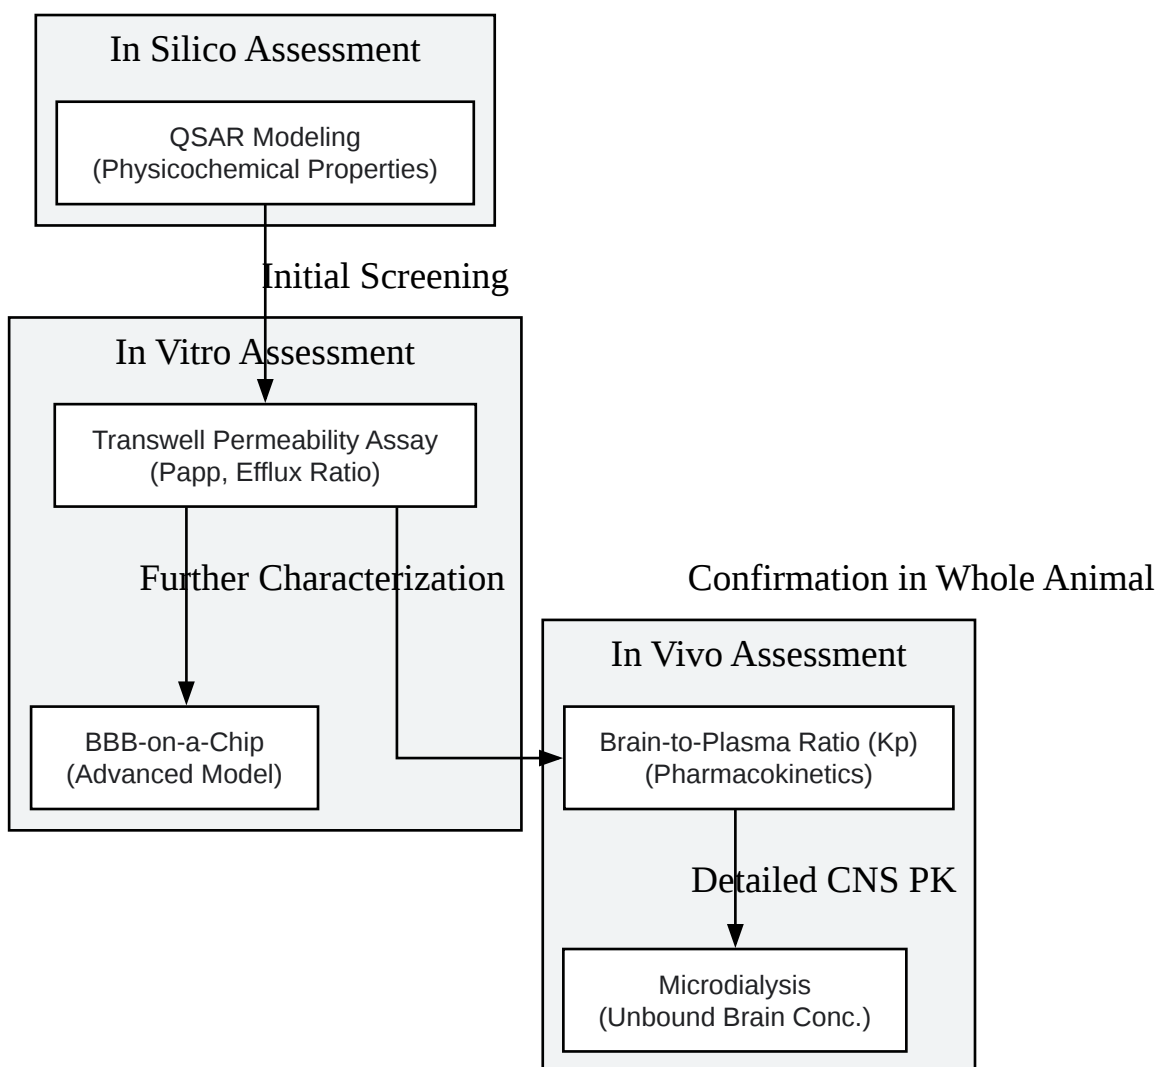 In Silico Assessment
QSAR Modeling
(Physicochemical Properties)
Initial Screening
In Vitro Assessment
Transwell Permeability Assay
(Papp, Efflux Ratio)
Further Characterization
Confirmation in Whole Animal
In Vivo Assessment
BBB-on-a-Chip
(Advanced Model)
Brain-to-Plasma Ratio (Kp)
(Pharmacokinetics)
Detailed CNS PK
Microdialysis
(Unbound Brain Conc.)